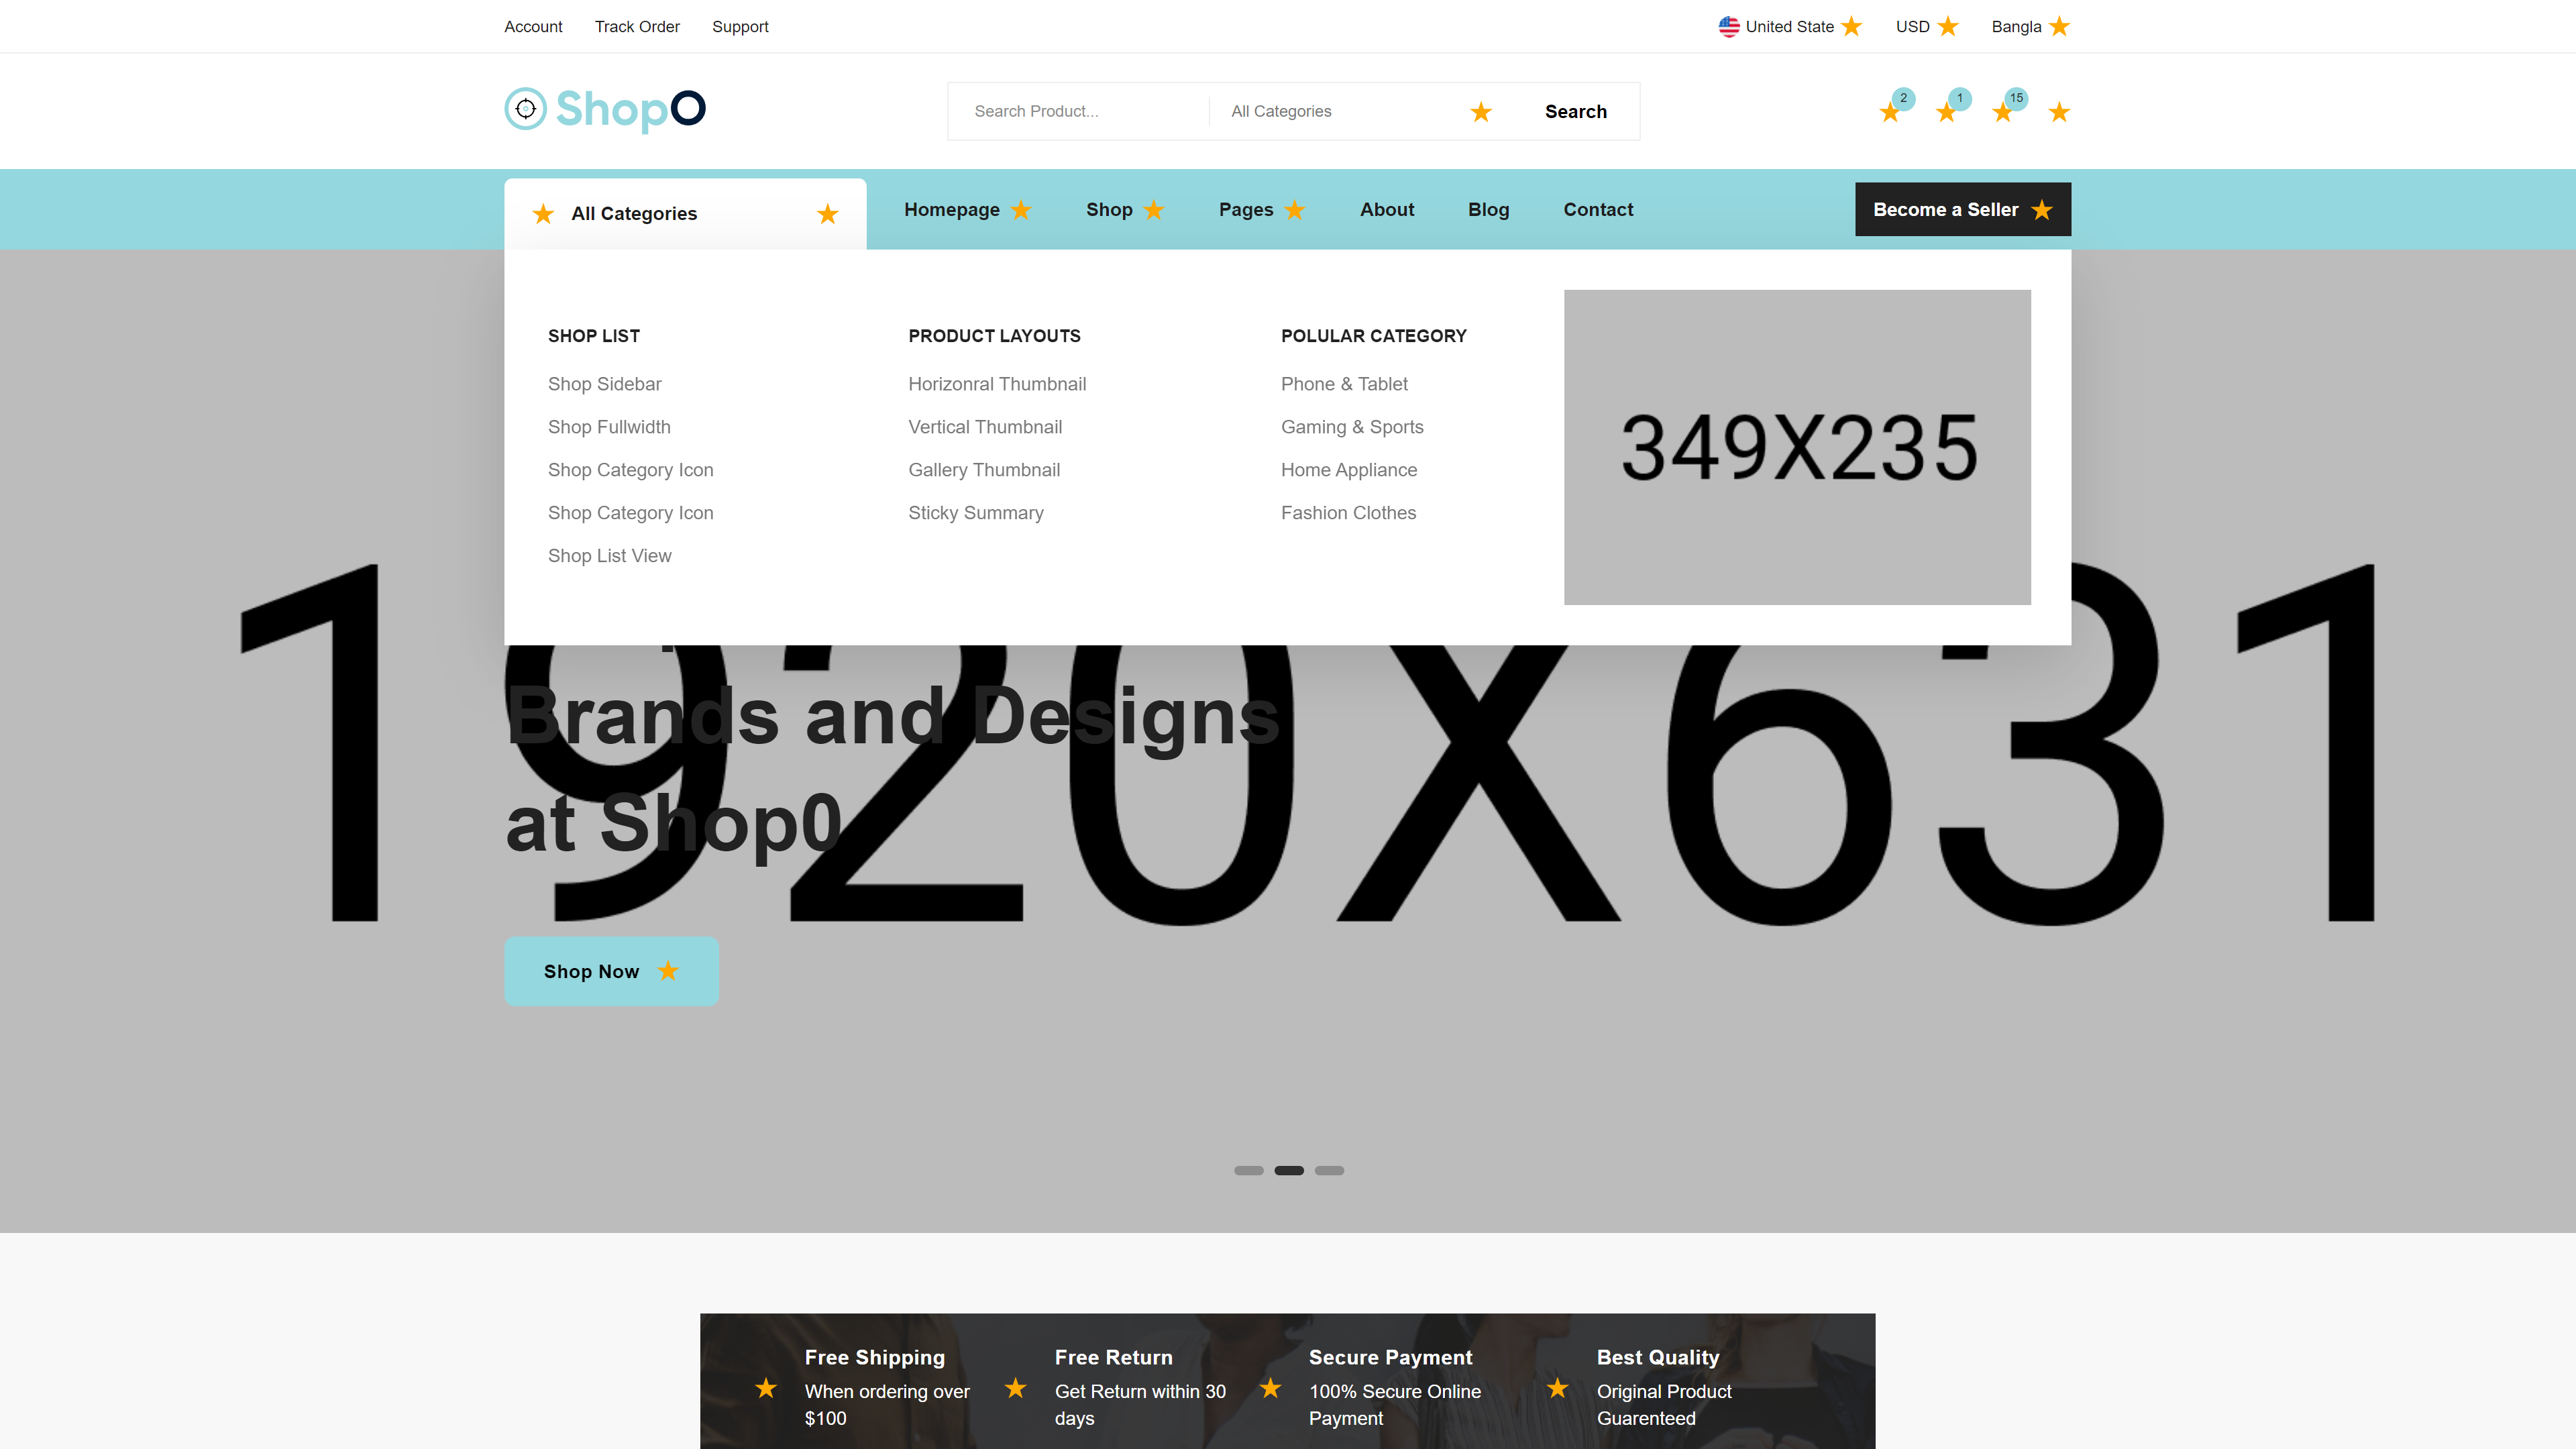 Account Track Order Support United State USD Bangla
ShopO Search Product... All Categories Search 2 1 15
All Categories Homepage Shop Pages About Blog Contact Become a Seller
SHOP LIST PRODUCT LAYOUTS POLULAR CATEGORY
Shop Sidebar Horizonral Thumbnail Phone & Tablet
Shop Fullwidth Vertical Thumbnail Gaming & Sports
Shop Category Icon Gallery Thumbnail Home Appliance
Shop Category Icon Sticky Summary Fashion Clothes
Shop List View
349X235
1920X631
Brands and Designs
at Shop0
Shop Now
Free Shipping Free Return Secure Payment Best Quality
When ordering over Get Return within 30 100% Secure Online Original Product
$100 days Payment Guarenteed